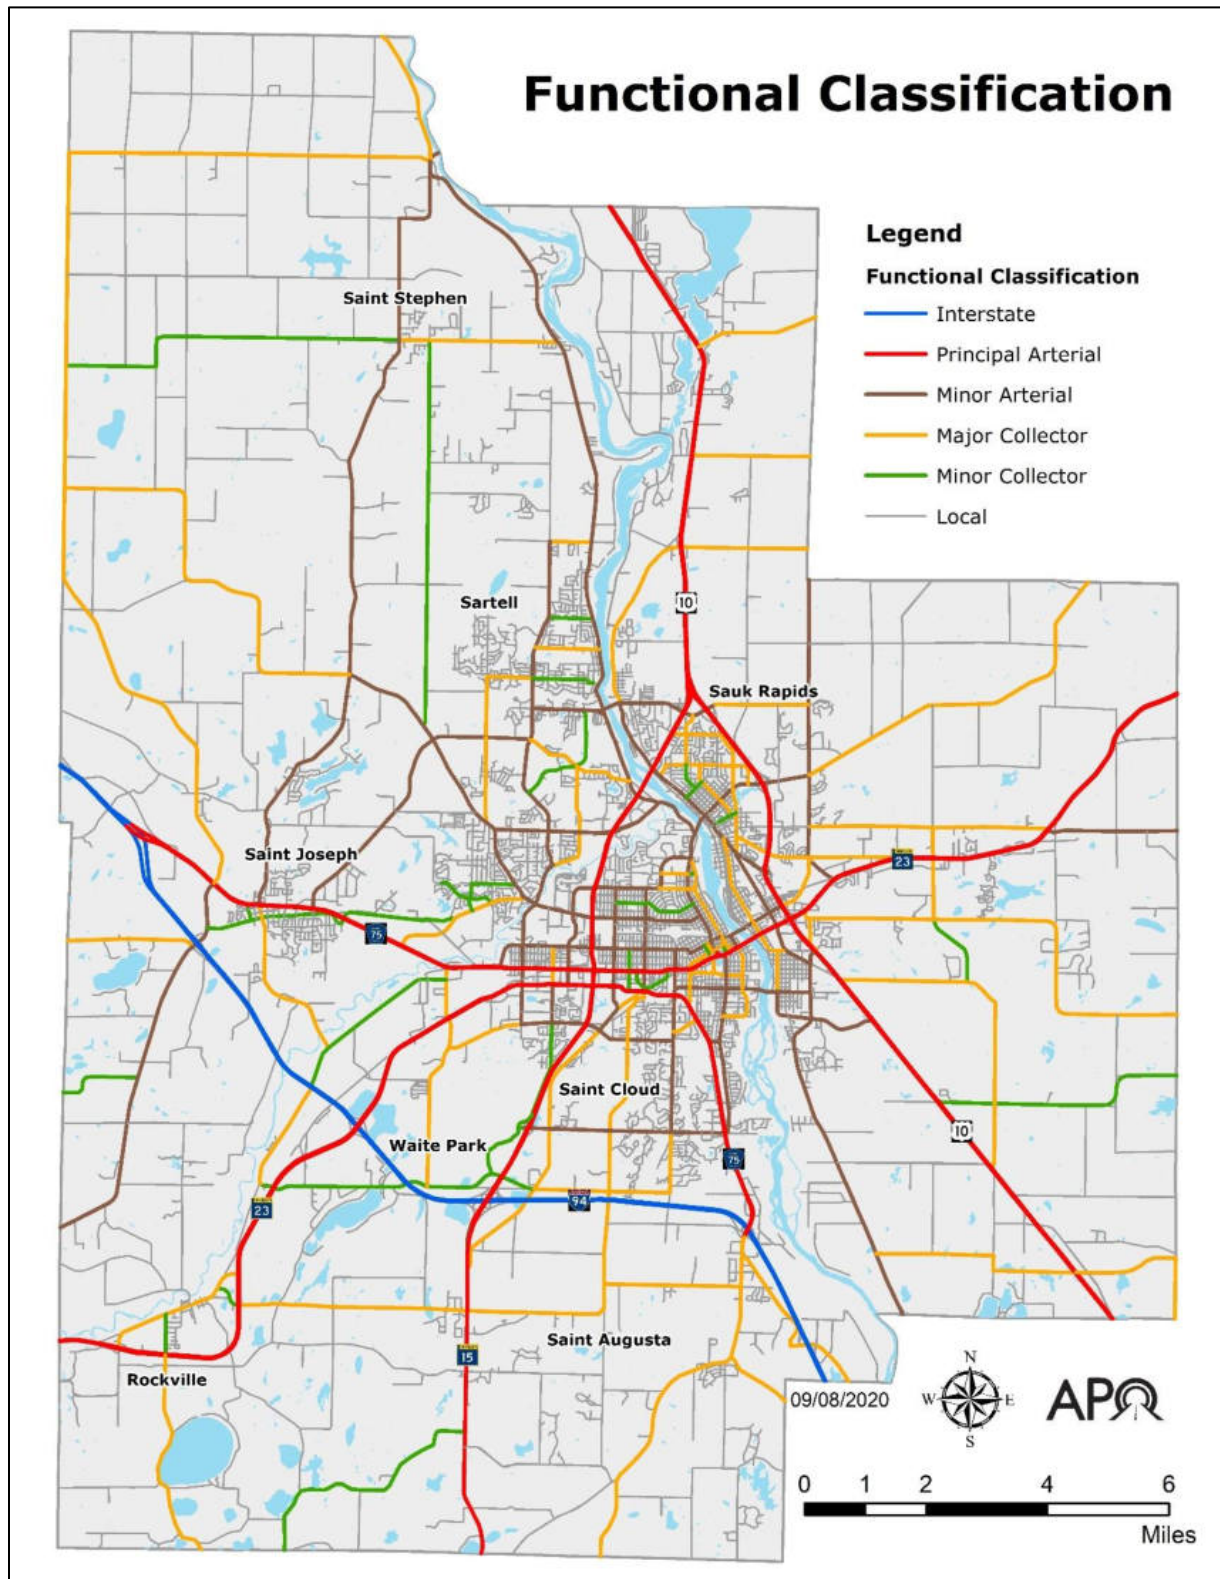 Functional Classification
Legend
Functional Classification
Interstate
Principal Arterial
Minor Arterial
Major Collector
Minor Collector
Local
Saint Stephen
Sartell
10
Sauk Rapids
Saint Joseph
23
75
Saint Cloud
10
Waite Park
75
94
23
Saint Augusta
15
Rockville
09/08/2020
N
W E
S
APO
0 1 2 4 6
Miles